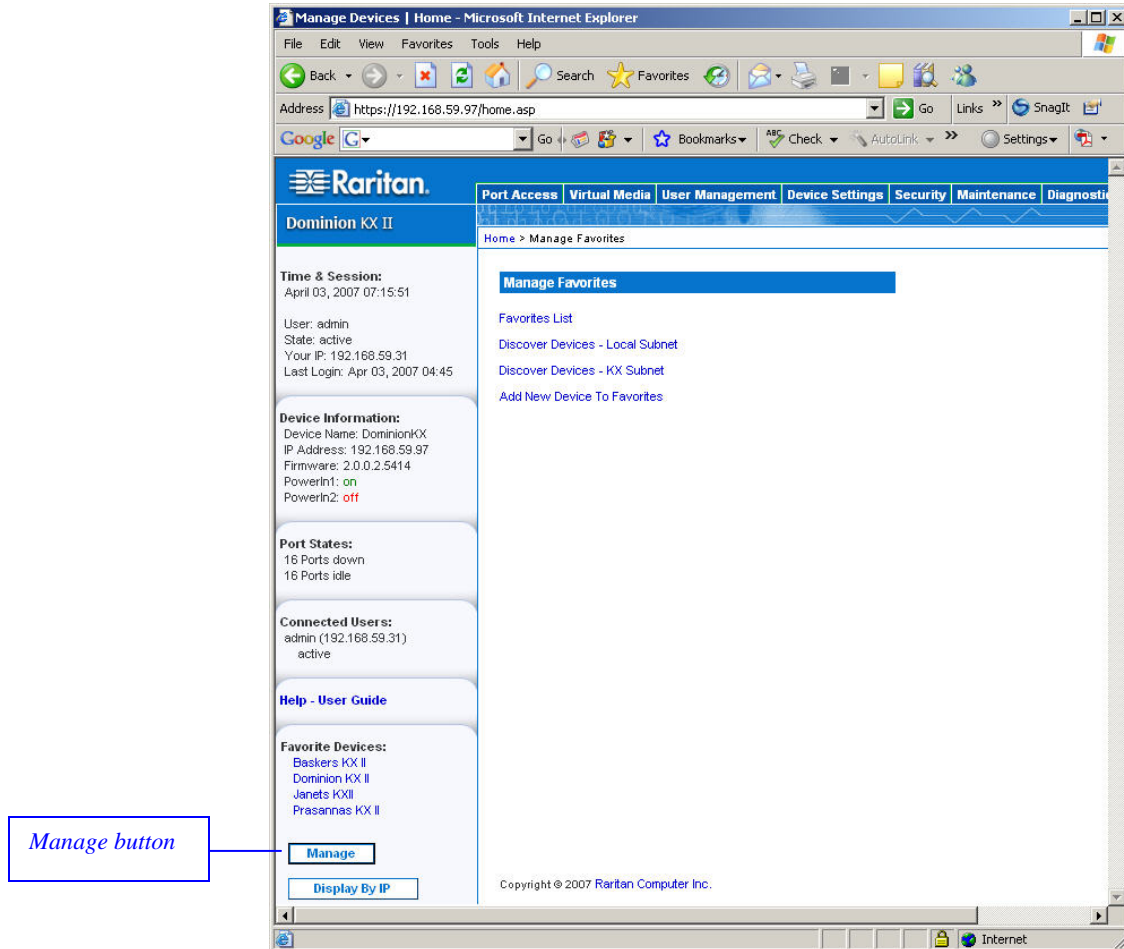 Manage Devices | Home - Microsoft Internet Explorer
File Edit View Favorites Tools Help
Back Search Favorites
Address https://192.168.59.97/home.asp Go Links » SnagIt
Google G Go Bookmarks ABC Check AutoLink » Settings
Raritan.
Port Access Virtual Media User Management Device Settings Security Maintenance Diagnosti
Dominion KX II
Home > Manage Favorites
Time & Session:
April 03, 2007 07:15:51
User: admin
State: active
Your IP: 192.168.59.31
Last Login: Apr 03, 2007 04:45
Device Information:
Device Name: DominionKX
IP Address: 192.168.59.97
Firmware: 2.0.0.2.5414
PowerIn1: on
PowerIn2: off
Port States:
16 Ports down
16 Ports idle
Connected Users:
admin (192.168.59.31)
active
Help - User Guide
Favorite Devices:
Baskers KX II
Dominion KX II
Janets KXII
Prasannas KX II
Manage
Display By IP
Manage Favorites
Favorites List
Discover Devices - Local Subnet
Discover Devices - KX Subnet
Add New Device To Favorites
Copyright © 2007 Raritan Computer Inc.
Internet
Manage button